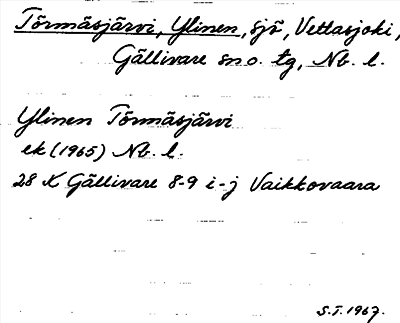 Törmäsjärvi, Ylinen, sjö, Vettasjoki,
Gällivare sn o. tg, Nb. l.
Ylinen Törmäsjärvi
ek (1965) Nb. l.
28 K Gällivare 8-9 i-j Vaikkovaara
S.T. 1967.